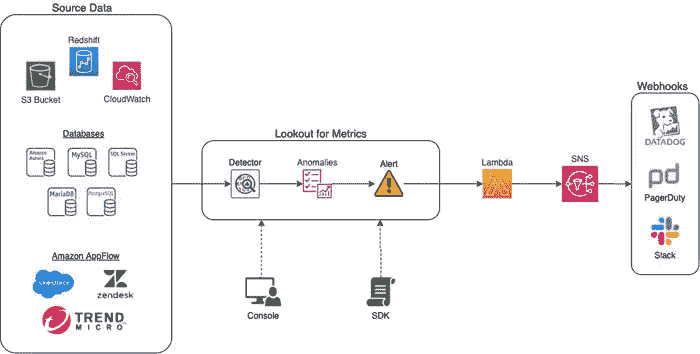 Source Data
Redshift
S3 Bucket
CloudWatch
Databases
Amazon
Aurora
MySQL
SQL Server
MariaDB
PostgreSQL
Amazon AppFlow
salesforce
zendesk
TREND
MICRO
Lookout for Metrics
Detector
Anomalies
Alert
Console
SDK
Lambda
SNS
Webhooks
DATADOG
pd
PagerDuty
Slack